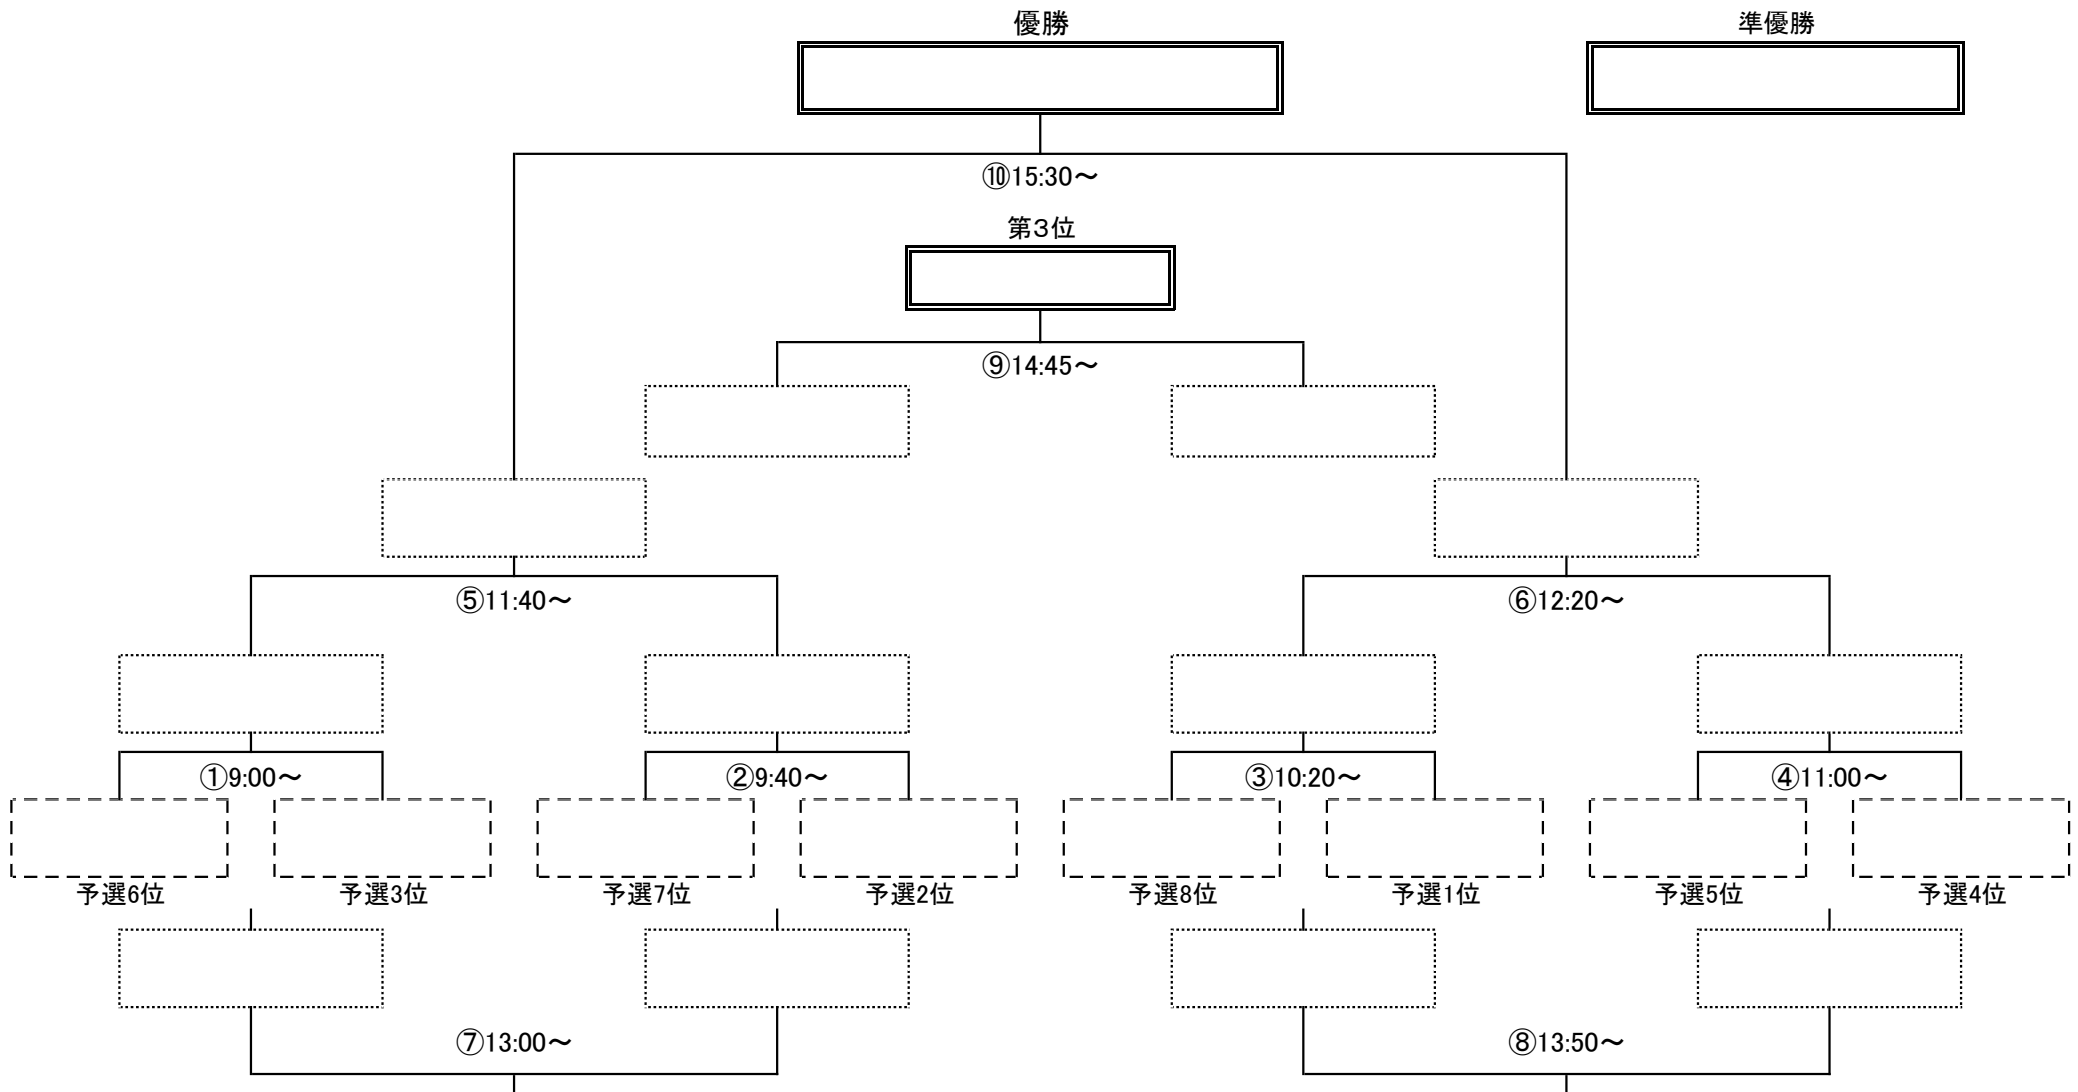 優勝
準優勝
⑩15:30～
第3位
⑨14:45～
⑤11:40～
⑥12:20～
①9:00～
②9:40～
③10:20～
④11:00～
予選6位
予選3位
予選7位
予選2位
予選8位
予選1位
予選5位
予選4位
⑦13:00～
⑧13:50～